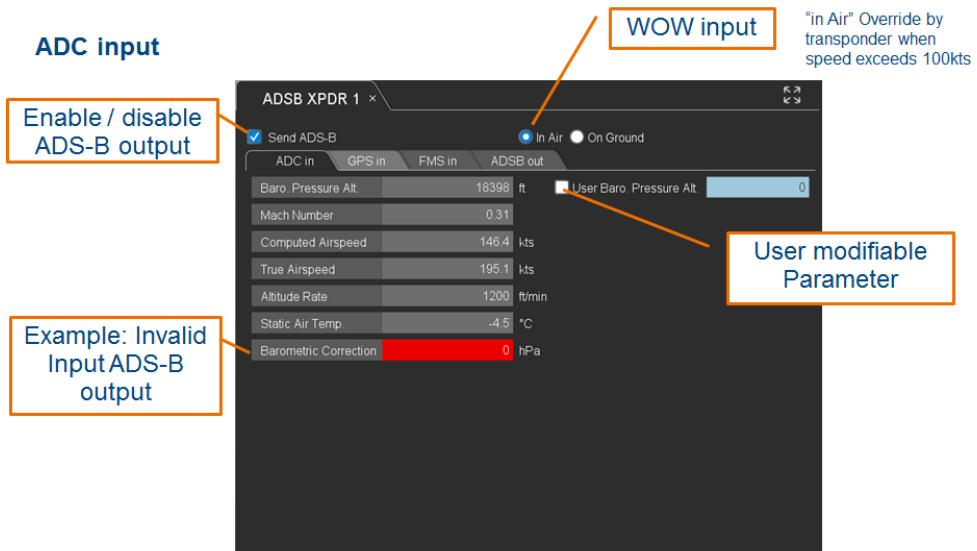 ADC input
WOW input
“in Air” Override by
transponder when
speed exceeds 100kts
Enable / disable
ADS-B output
ADSB XPDR 1 ×
Send ADS-B
In Air
On Ground
ADC in
GPS in
FMS in
ADSB out
Baro. Pressure Alt. 18398 ft
User Baro. Pressure Alt. 0
Mach Number 0.31
Computed Airspeed 146.4 kts
True Airspeed 195.1 kts
Altitude Rate 1200 ft/min
Static Air Temp. -4.5 °C
Barometric Correction 0 hPa
User modifiable
Parameter
Example: Invalid
Input ADS-B
output